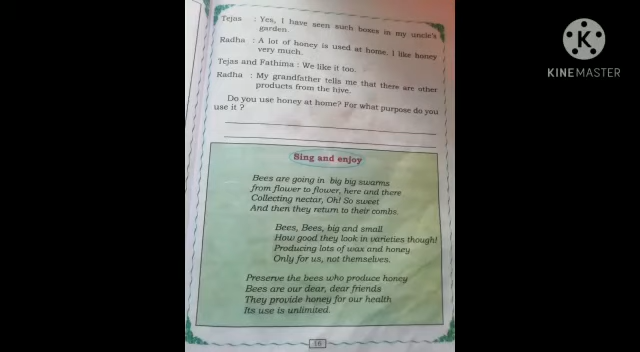 Tejas : Yes, I have seen such boxes in my uncle's
garden.
Radha : A lot of honey is used at home. I like honey
very much.
Tejas and Fathima : We like it too.
Radha : My grandfather tells me that there are other
products from the hive.
Do you use honey at home? For what purpose do you
use it ?
Sing and enjoy
Bees are going in big big swarms
from flower to flower, here and there
Collecting nectar, Oh! So sweet
And then they return to their combs.
Bees, Bees, big and small
How good they look in varieties though!
Producing lots of wax and honey
Only for us, not themselves.
Preserve the bees who produce honey
Bees are our dear, dear friends
They provide honey for our health
Its use is unlimited.
16
K
KINEMASTER